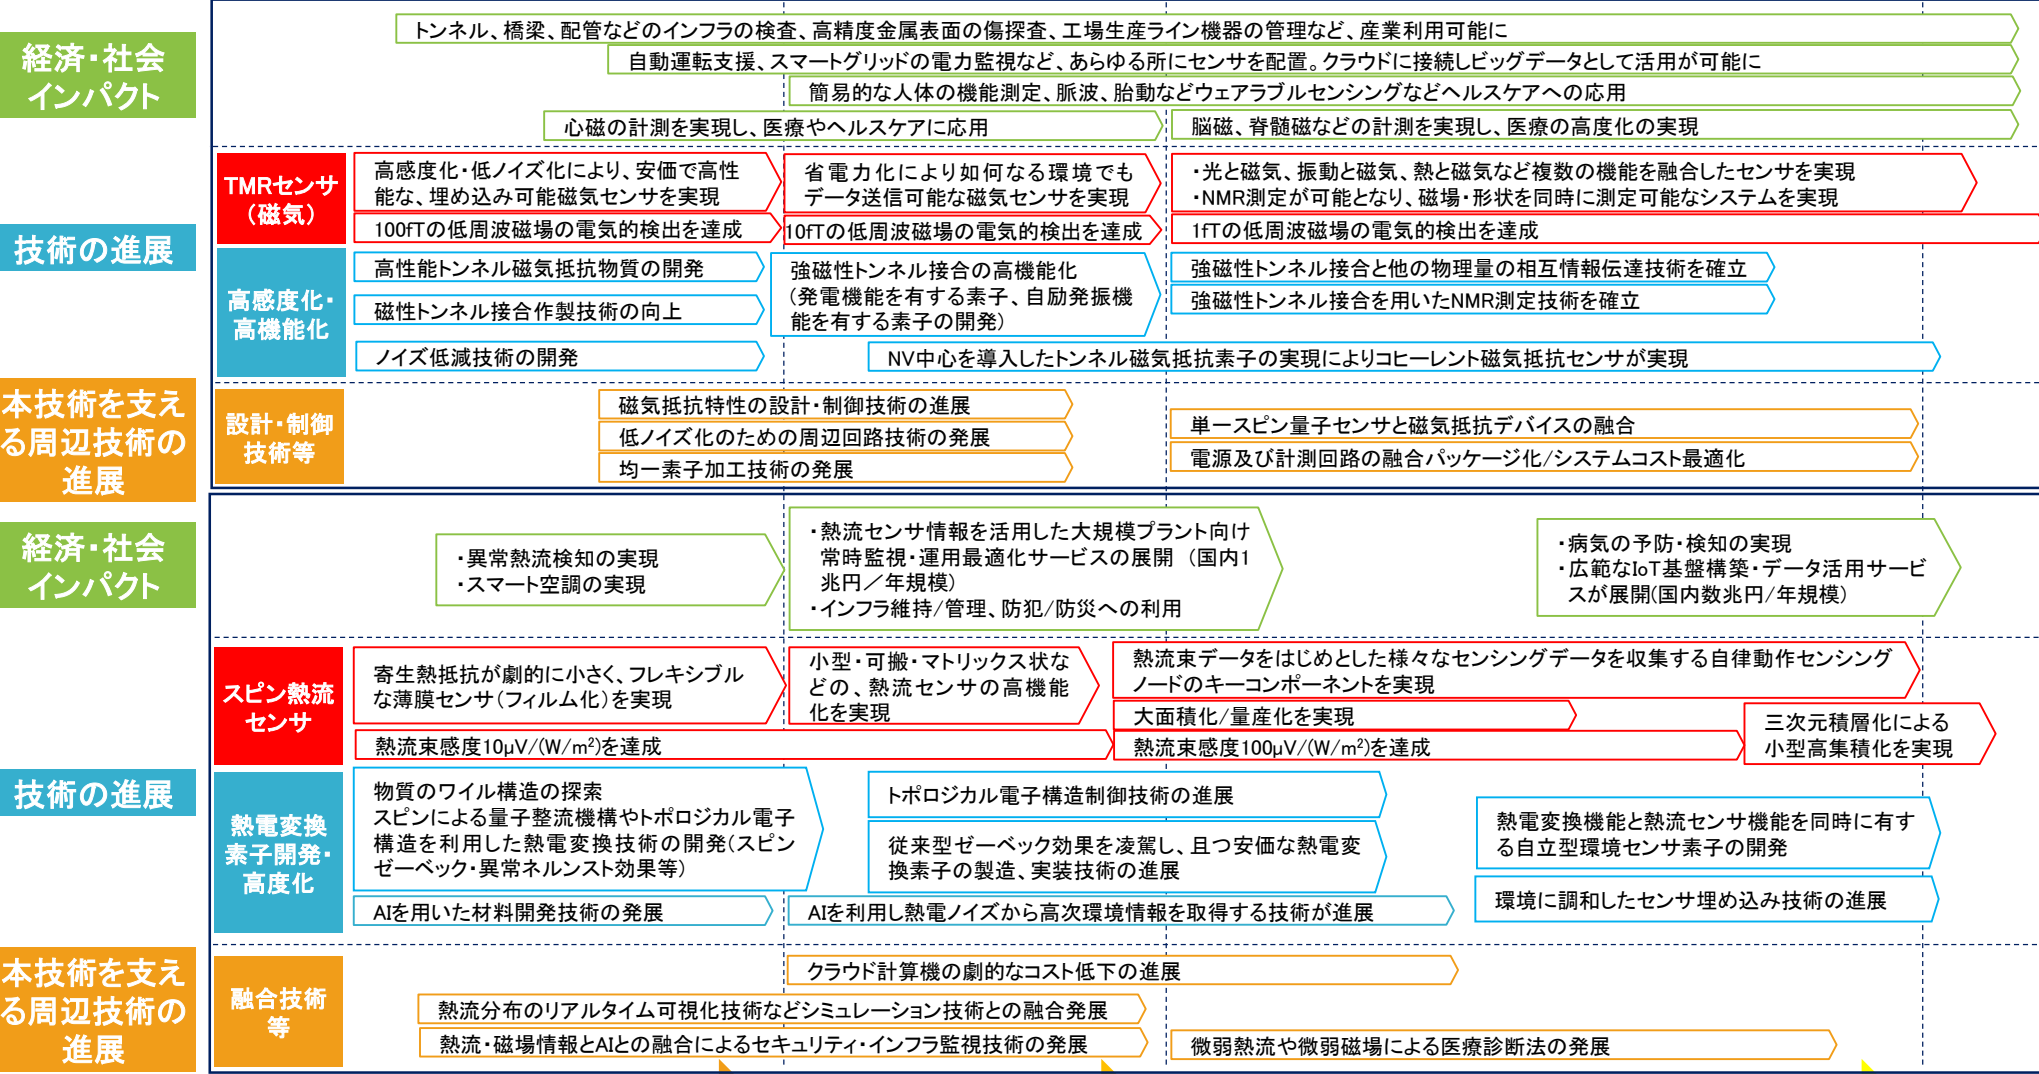 経済・社会
インパクト
トンネル、橋梁、配管などのインフラの検査、高精度金属表面の傷探査、工場生産ライン機器の管理など、産業利用可能に
自動運転支援、スマートグリッドの電力監視など、あらゆる所にセンサを配置。クラウドに接続しビッグデータとして活用が可能に
簡易的な人体の機能測定、脈波、胎動などウェアラブルセンシングなどヘルスケアへの応用
心磁の計測を実現し、医療やヘルスケアに応用
脳磁、脊髄磁などの計測を実現し、医療の高度化の実現
技術の進展
TMRセンサ
（磁気）
高感度化・低ノイズ化により、安価で高性
能な、埋め込み可能磁気センサを実現
省電力化により如何なる環境でも
データ送信可能な磁気センサを実現
・光と磁気、振動と磁気、熱と磁気など複数の機能を融合したセンサを実現
・NMR測定が可能となり、磁場・形状を同時に測定可能なシステムを実現
100fTの低周波磁場の電気的検出を達成
10fTの低周波磁場の電気的検出を達成
1fTの低周波磁場の電気的検出を達成
高感度化・
高機能化
高性能トンネル磁気抵抗物質の開発
磁性トンネル接合作製技術の向上
ノイズ低減技術の開発
強磁性トンネル接合の高機能化
（発電機能を有する素子、自励発振機
能を有する素子の開発）
強磁性トンネル接合と他の物理量の相互情報伝達技術を確立
強磁性トンネル接合を用いたNMR測定技術を確立
NV中心を導入したトンネル磁気抵抗素子の実現によりコヒーレント磁気抵抗センサが実現
本技術を支え
る周辺技術の
進展
設計・制御
技術等
磁気抵抗特性の設計・制御技術の進展
低ノイズ化のための周辺回路技術の発展
均一素子加工技術の発展
単一スピン量子センサと磁気抵抗デバイスの融合
電源及び計測回路の融合パッケージ化/システムコスト最適化
経済・社会
インパクト
・異常熱流検知の実現
・スマート空調の実現
・熱流センサ情報を活用した大規模プラント向け
常時監視・運用最適化サービスの展開　（国内1
兆円／年規模）
・インフラ維持/管理、防犯/防災への利用
・病気の予防・検知の実現
・広範なIoT基盤構築・データ活用サービ
スが展開(国内数兆円/年規模）
技術の進展
スピン熱流
センサ
寄生熱抵抗が劇的に小さく、フレキシブル
な薄膜センサ（フィルム化）を実現
小型・可搬・マトリックス状な
どの、熱流センサの高機能
化を実現
熱流束データをはじめとした様々なセンシングデータを収集する自律動作センシング
ノードのキーコンポーネントを実現
大面積化/量産化を実現
熱流束感度10μV/(W/m²)を達成
熱流束感度100μV/(W/m²)を達成
三次元積層化による
小型高集積化を実現
熱電変換
素子開発・
高度化
物質のワイル構造の探索
スピンによる量子整流機構やトポロジカル電子
構造を利用した熱電変換技術の開発(スピン
ゼーベック・異常ネルンスト効果等）
AIを用いた材料開発技術の発展
トポロジカル電子構造制御技術の進展
従来型ゼーベック効果を凌駕し、且つ安価な熱電変
換素子の製造、実装技術の進展
AIを利用し熱電ノイズから高次環境情報を取得する技術が進展
熱電変換機能と熱流センサ機能を同時に有す
る自立型環境センサ素子の開発
環境に調和したセンサ埋め込み技術の進展
本技術を支え
る周辺技術の
進展
融合技術
等
クラウド計算機の劇的なコスト低下の進展
熱流分布のリアルタイム可視化技術などシミュレーション技術との融合発展
熱流・磁場情報とAIとの融合によるセキュリティ・インフラ監視技術の発展
微弱熱流や微弱磁場による医療診断法の発展